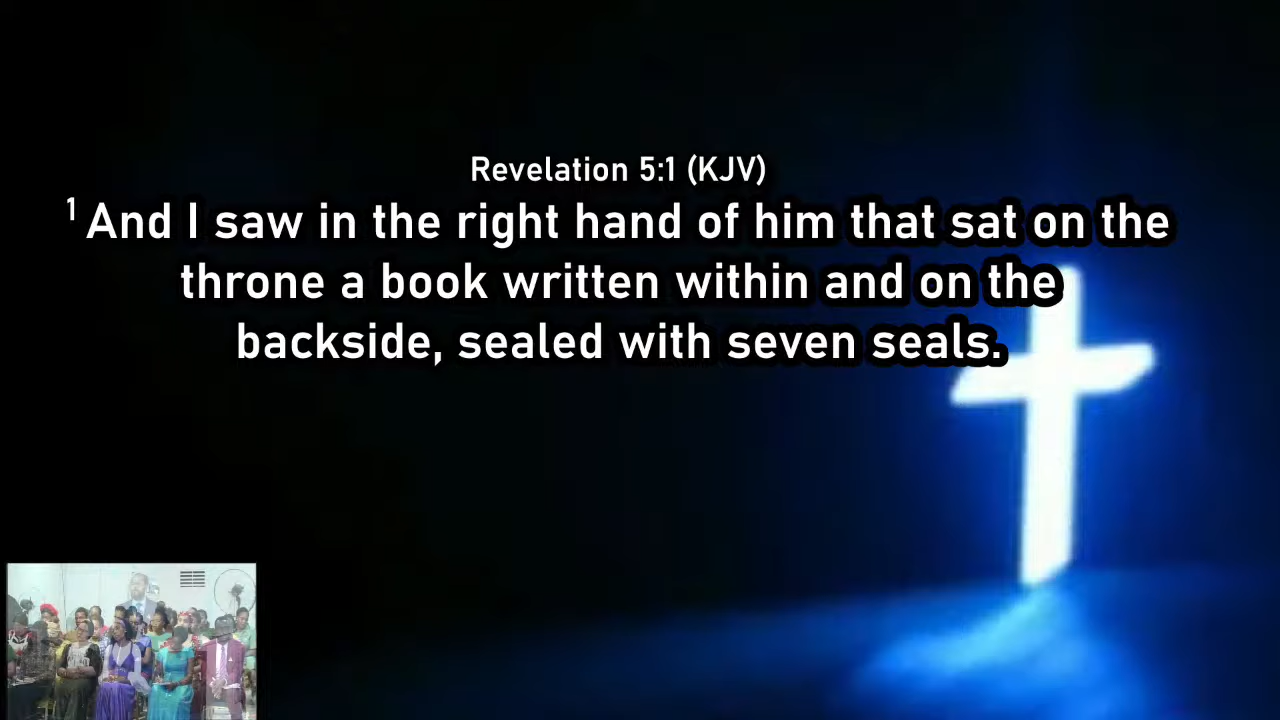 Revelation 5:1 (KJV)
1 And I saw in the right hand of him that sat on the
throne a book written within and on the
backside, sealed with seven seals.